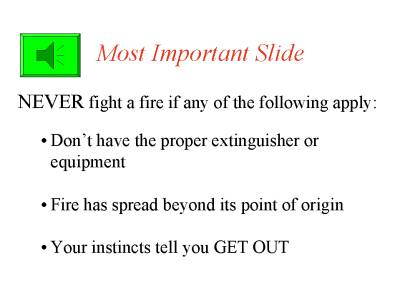 Most Important Slide
NEVER fight a fire if any of the following apply:
• Don’t have the proper extinguisher or
equipment
• Fire has spread beyond its point of origin
• Your instincts tell you GET OUT